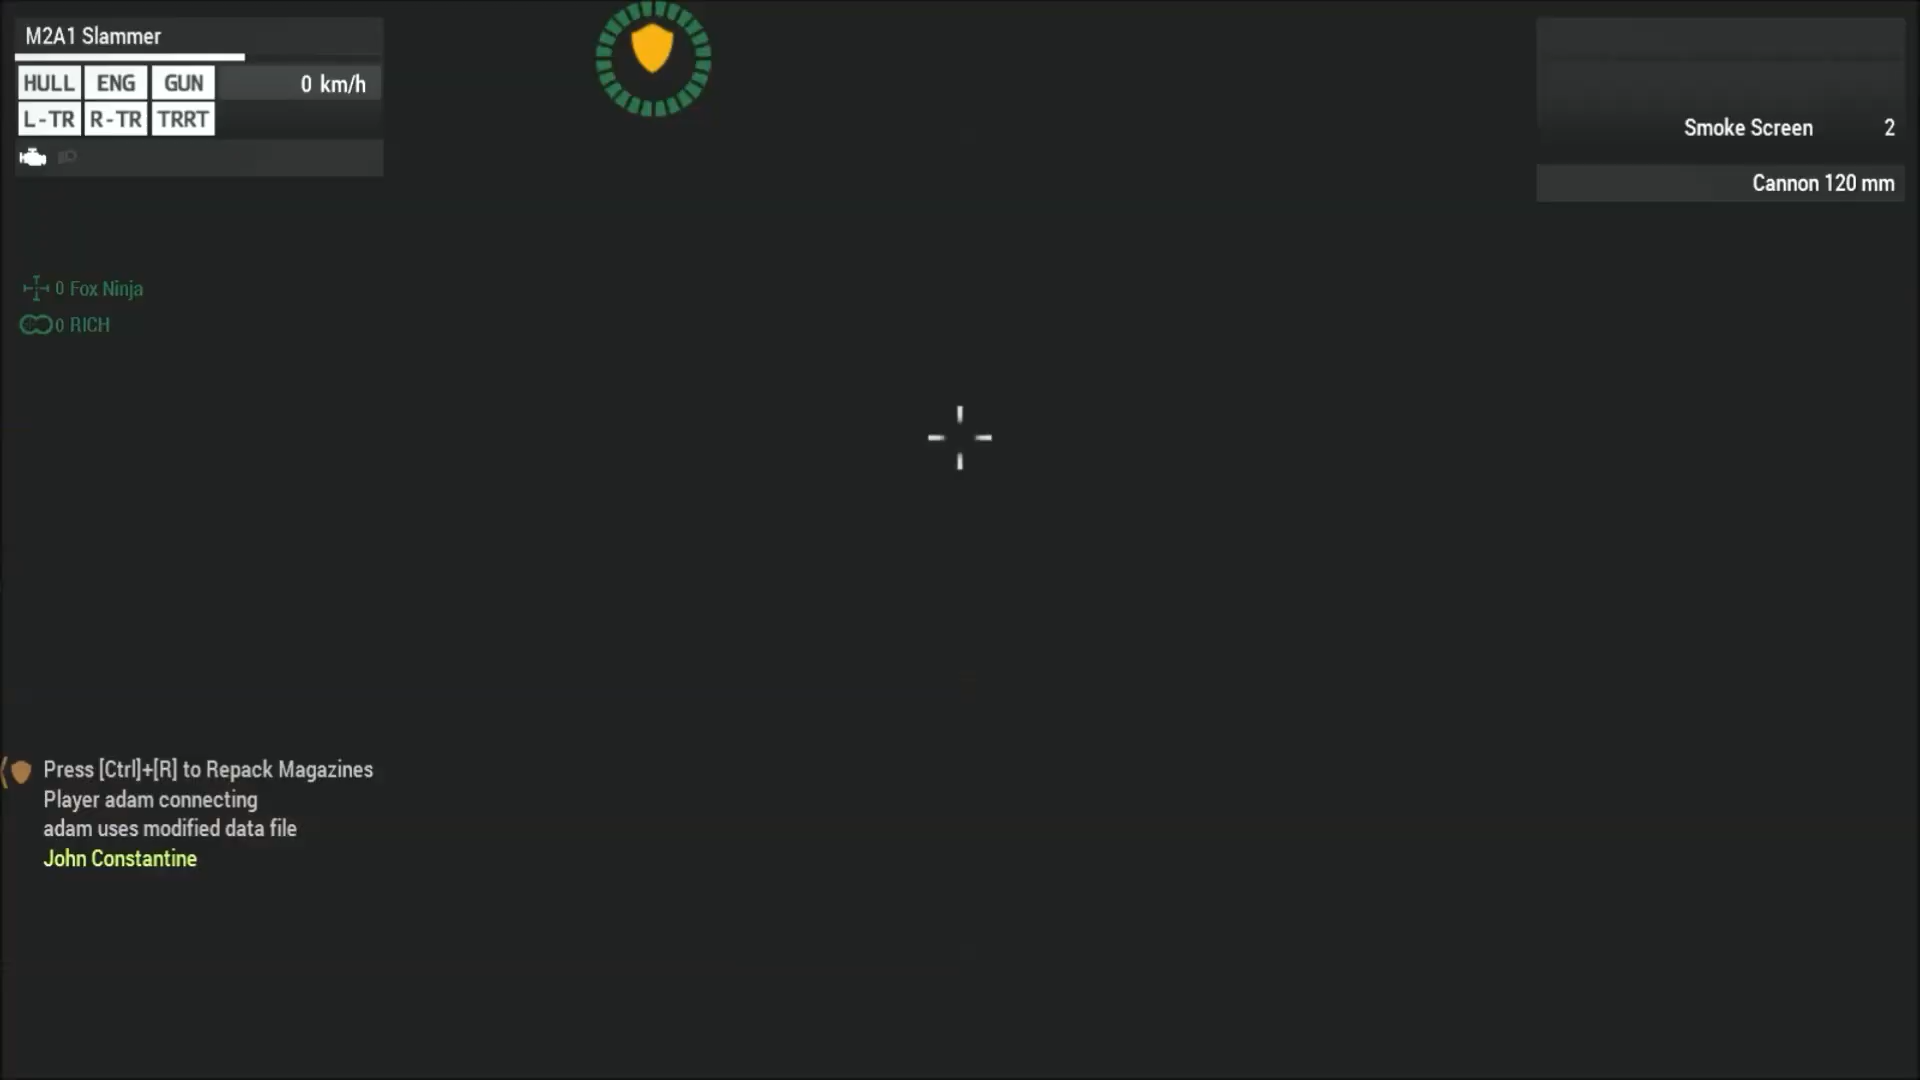 M2A1 Slammer
HULL ENG GUN 0 km/h
L-TR R-TR TRRT
Smoke Screen 2
Cannon 120 mm
0 Fox Ninja
0 RICH
Press [Ctrl]+[R] to Repack Magazines
Player adam connecting
adam uses modified data file
John Constantine